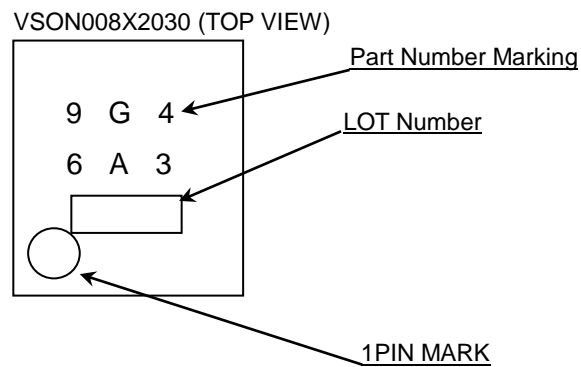 VSON008X2030 (TOP VIEW)
Part Number Marking
9 G 4
LOT Number
6 A 3
1PIN MARK